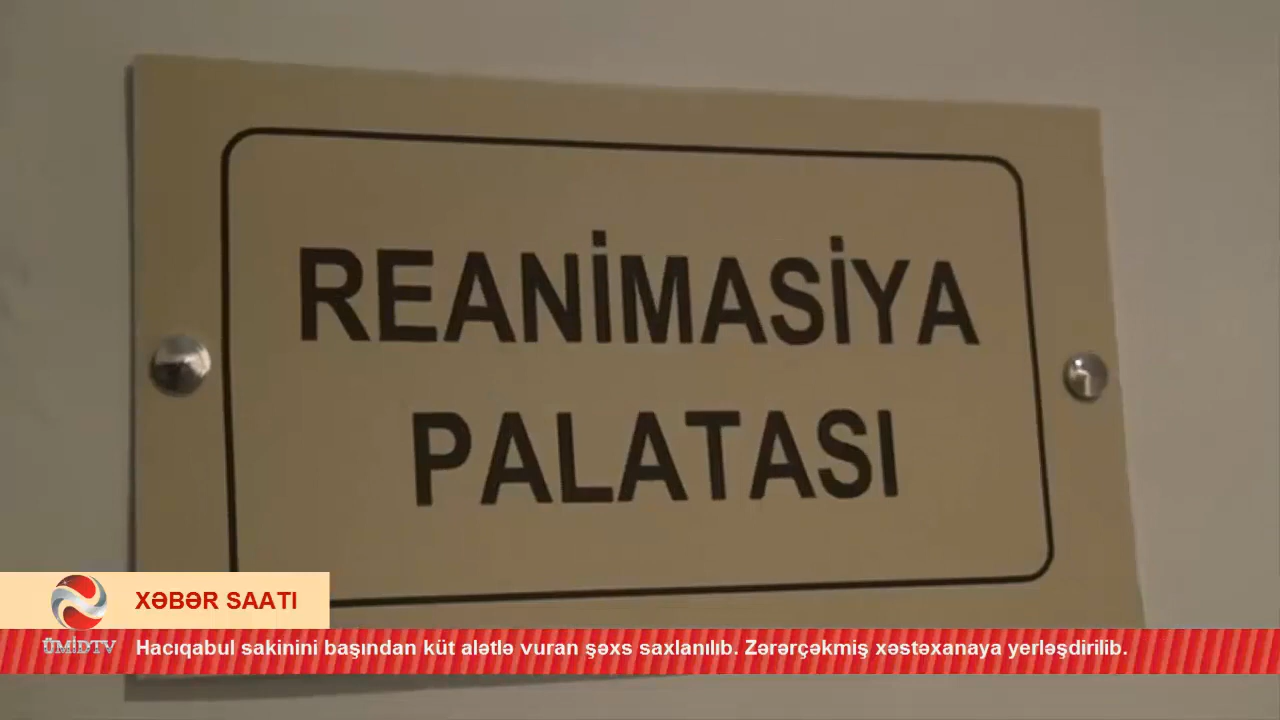 REANİMASİYA
PALATASI
XƏBƏR SAATI
ÜMİDTV
Hacıqabul sakinini başından küt alətlə vuran şəxs saxlanılıb. Zərərçəkmiş xəstəxanaya yerləşdirilib.